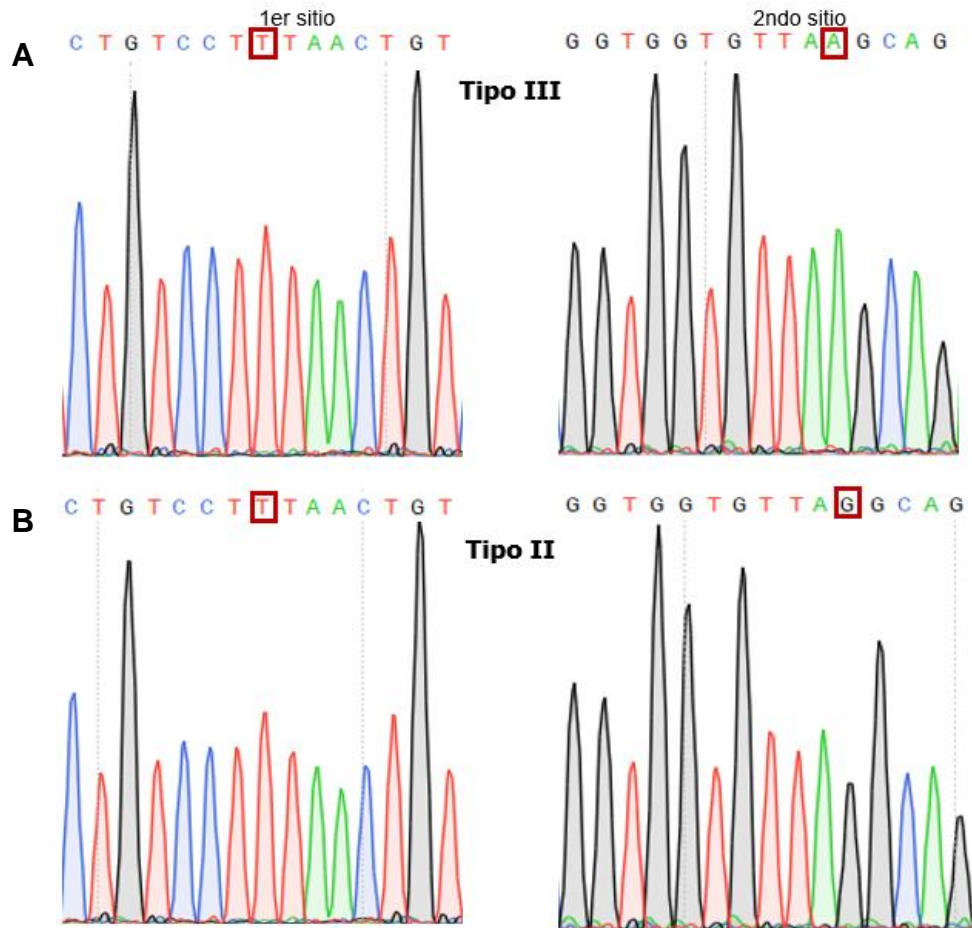 1er sitio 2ndo sitio
A C T G T C C T T T A A C T G T G G T G G T G T T A A G C A G
Tipo III
B C T G T C C T T T A A C T G T G G T G G T G T T A G G C A G
Tipo II